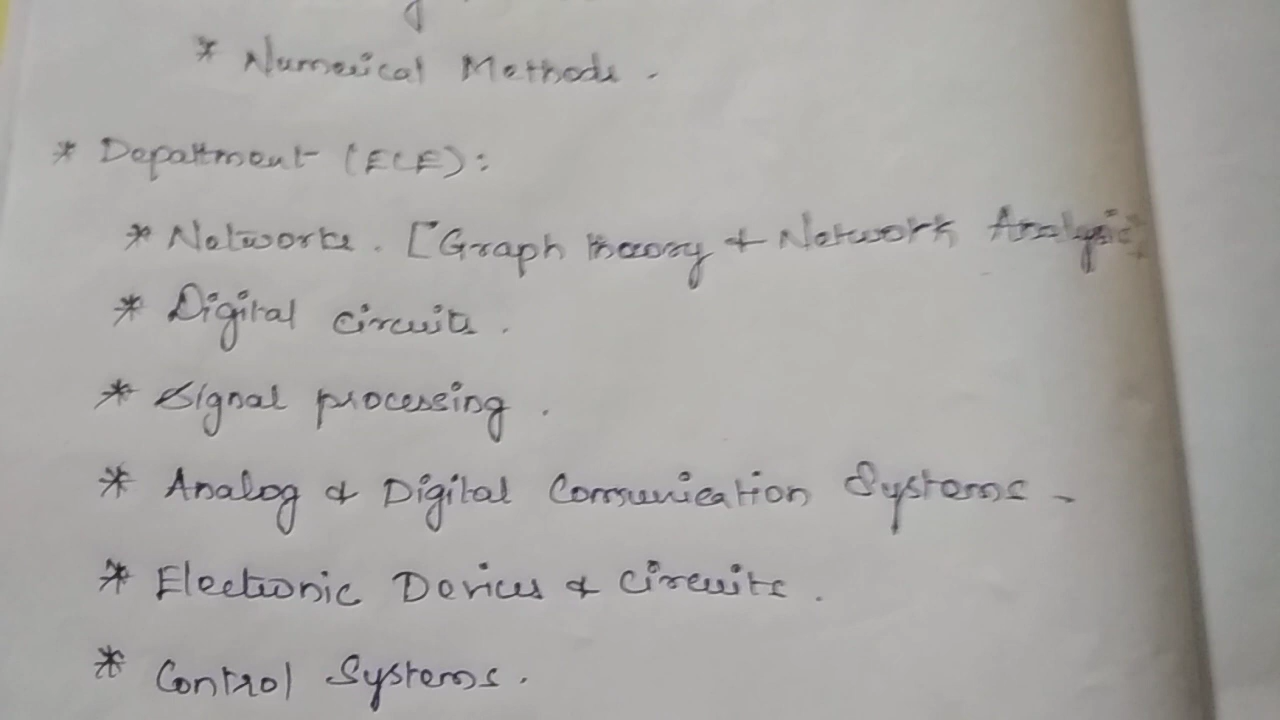 * Numerical Methods.
* Department (ECE):
* Networks. [Graph theory & Network Analysis]
* Digital circuits.
* Signal processing.
* Analog & Digital Communication Systems.
* Electronic Devices & Circuits.
* Control Systems.